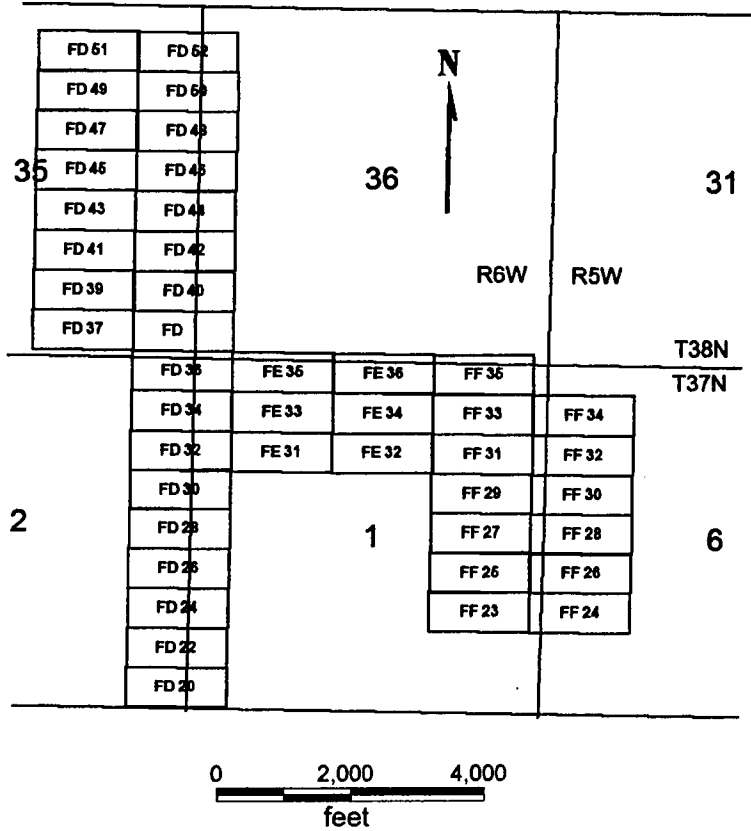 FD 51 FD 52
N
FD 49 FD 50
FD 47 FD 48
35 FD 45 FD 46 36 31
FD 43 FD 44
FD 41 FD 42
R6W R5W
FD 39 FD 40
FD 37 FD
T38N
FD 36 FE 35 FE 36 FF 35
T37N
FD 34 FE 33 FE 34 FF 33 FF 34
FD 32 FE 31 FE 32 FF 31 FF 32
FD 30 FF 29 FF 30
2 FD 28 1 FF 27 FF 28 6
FD 26 FF 25 FF 26
FD 24 FF 23 FF 24
FD 22
FD 20
0 2,000 4,000
feet